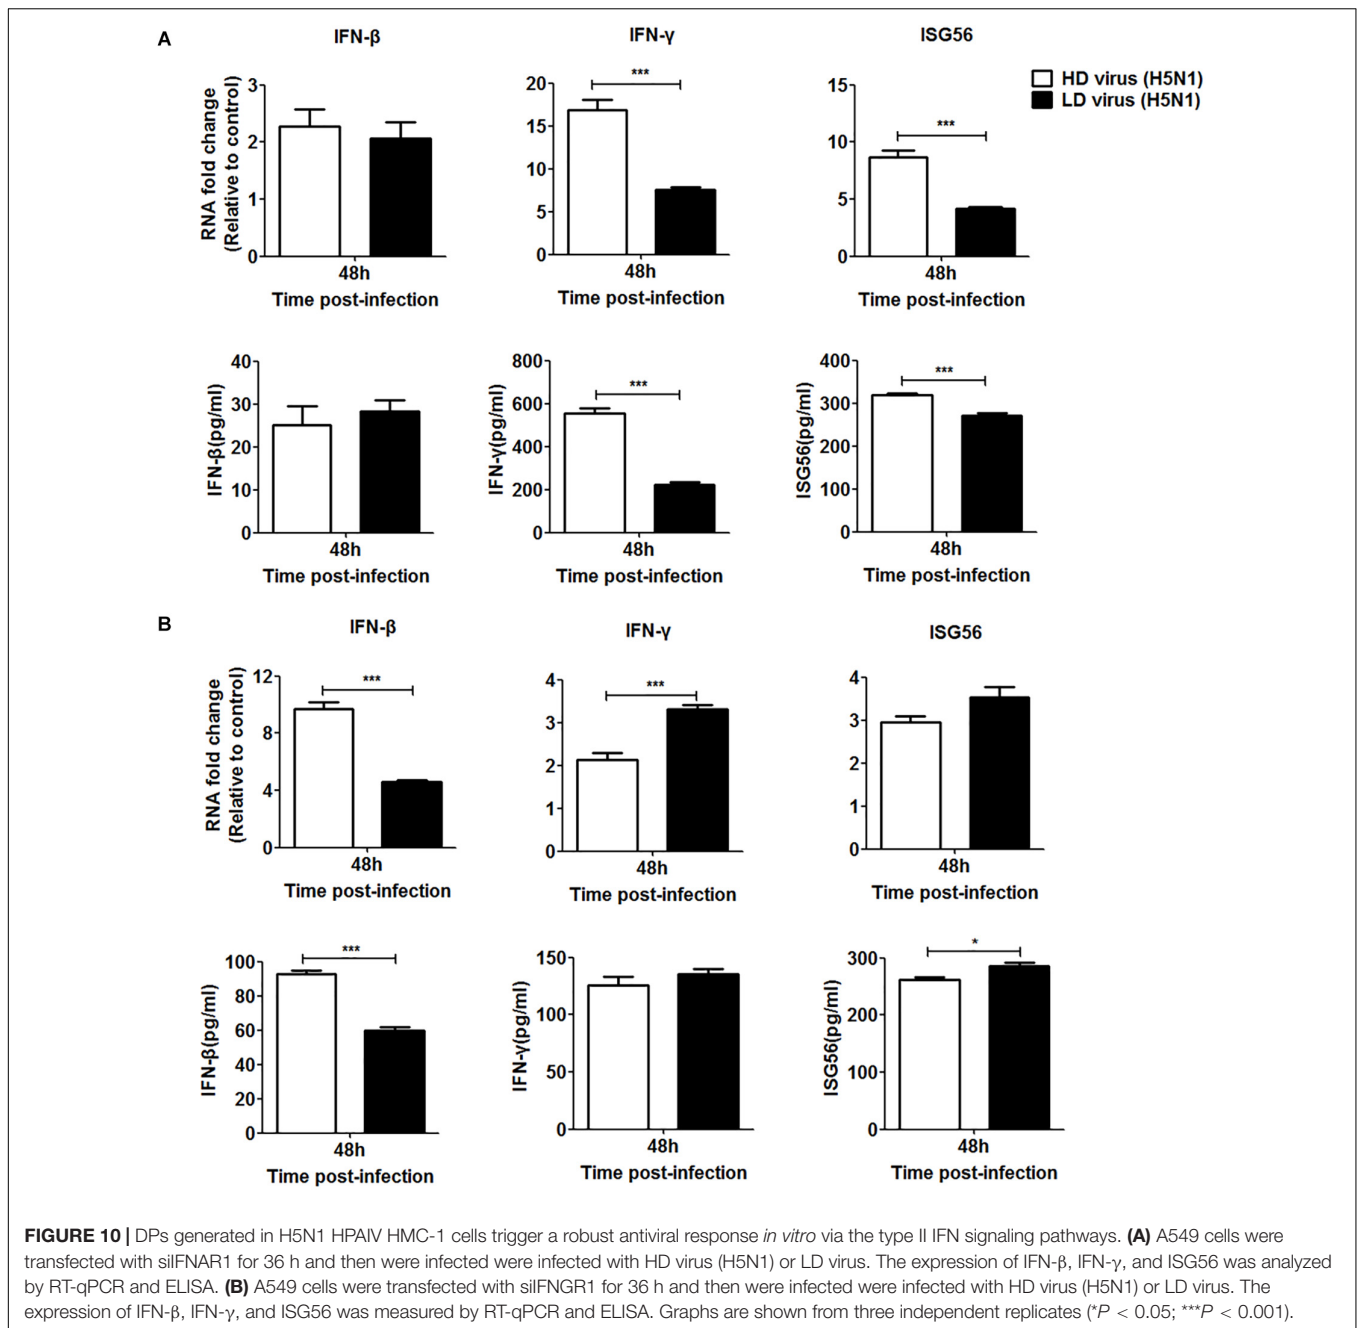 A
IFN-β
IFN-γ
ISG56
HD virus (H5N1)
LD virus (H5N1)
RNA fold change
(Relative to control)
3
2
1
0
48h
Time post-infection
***
20
15
10
5
0
48h
Time post-infection
***
15
10
5
0
48h
Time post-infection
IFN-β(pg/ml)
40
30
20
10
0
48h
Time post-infection
IFN-γ(pg/ml)
***
800
600
400
200
0
48h
Time post-infection
ISG56(pg/ml)
***
400
300
200
100
0
48h
Time post-infection
B
IFN-β
IFN-γ
ISG56
RNA fold change
(Relative to control)
***
12
8
4
0
48h
Time post-infection
***
4
3
2
1
0
48h
Time post-infection
4
3
2
1
0
48h
Time post-infection
IFN-β(pg/ml)
***
100
80
60
40
20
0
48h
Time post-infection
IFN-γ(pg/ml)
150
100
50
0
48h
Time post-infection
ISG56(pg/ml)
*
300
200
100
0
48h
Time post-infection
FIGURE 10 | DPs generated in H5N1 HPAIV HMC-1 cells trigger a robust antiviral response in vitro via the type II IFN signaling pathways. (A) A549 cells were
transfected with siIFNAR1 for 36 h and then were infected were infected with HD virus (H5N1) or LD virus. The expression of IFN-β, IFN-γ, and ISG56 was analyzed
by RT-qPCR and ELISA. (B) A549 cells were transfected with siIFNGR1 for 36 h and then were infected were infected with HD virus (H5N1) or LD virus. The
expression of IFN-β, IFN-γ, and ISG56 was measured by RT-qPCR and ELISA. Graphs are shown from three independent replicates (*P < 0.05; ***P < 0.001).